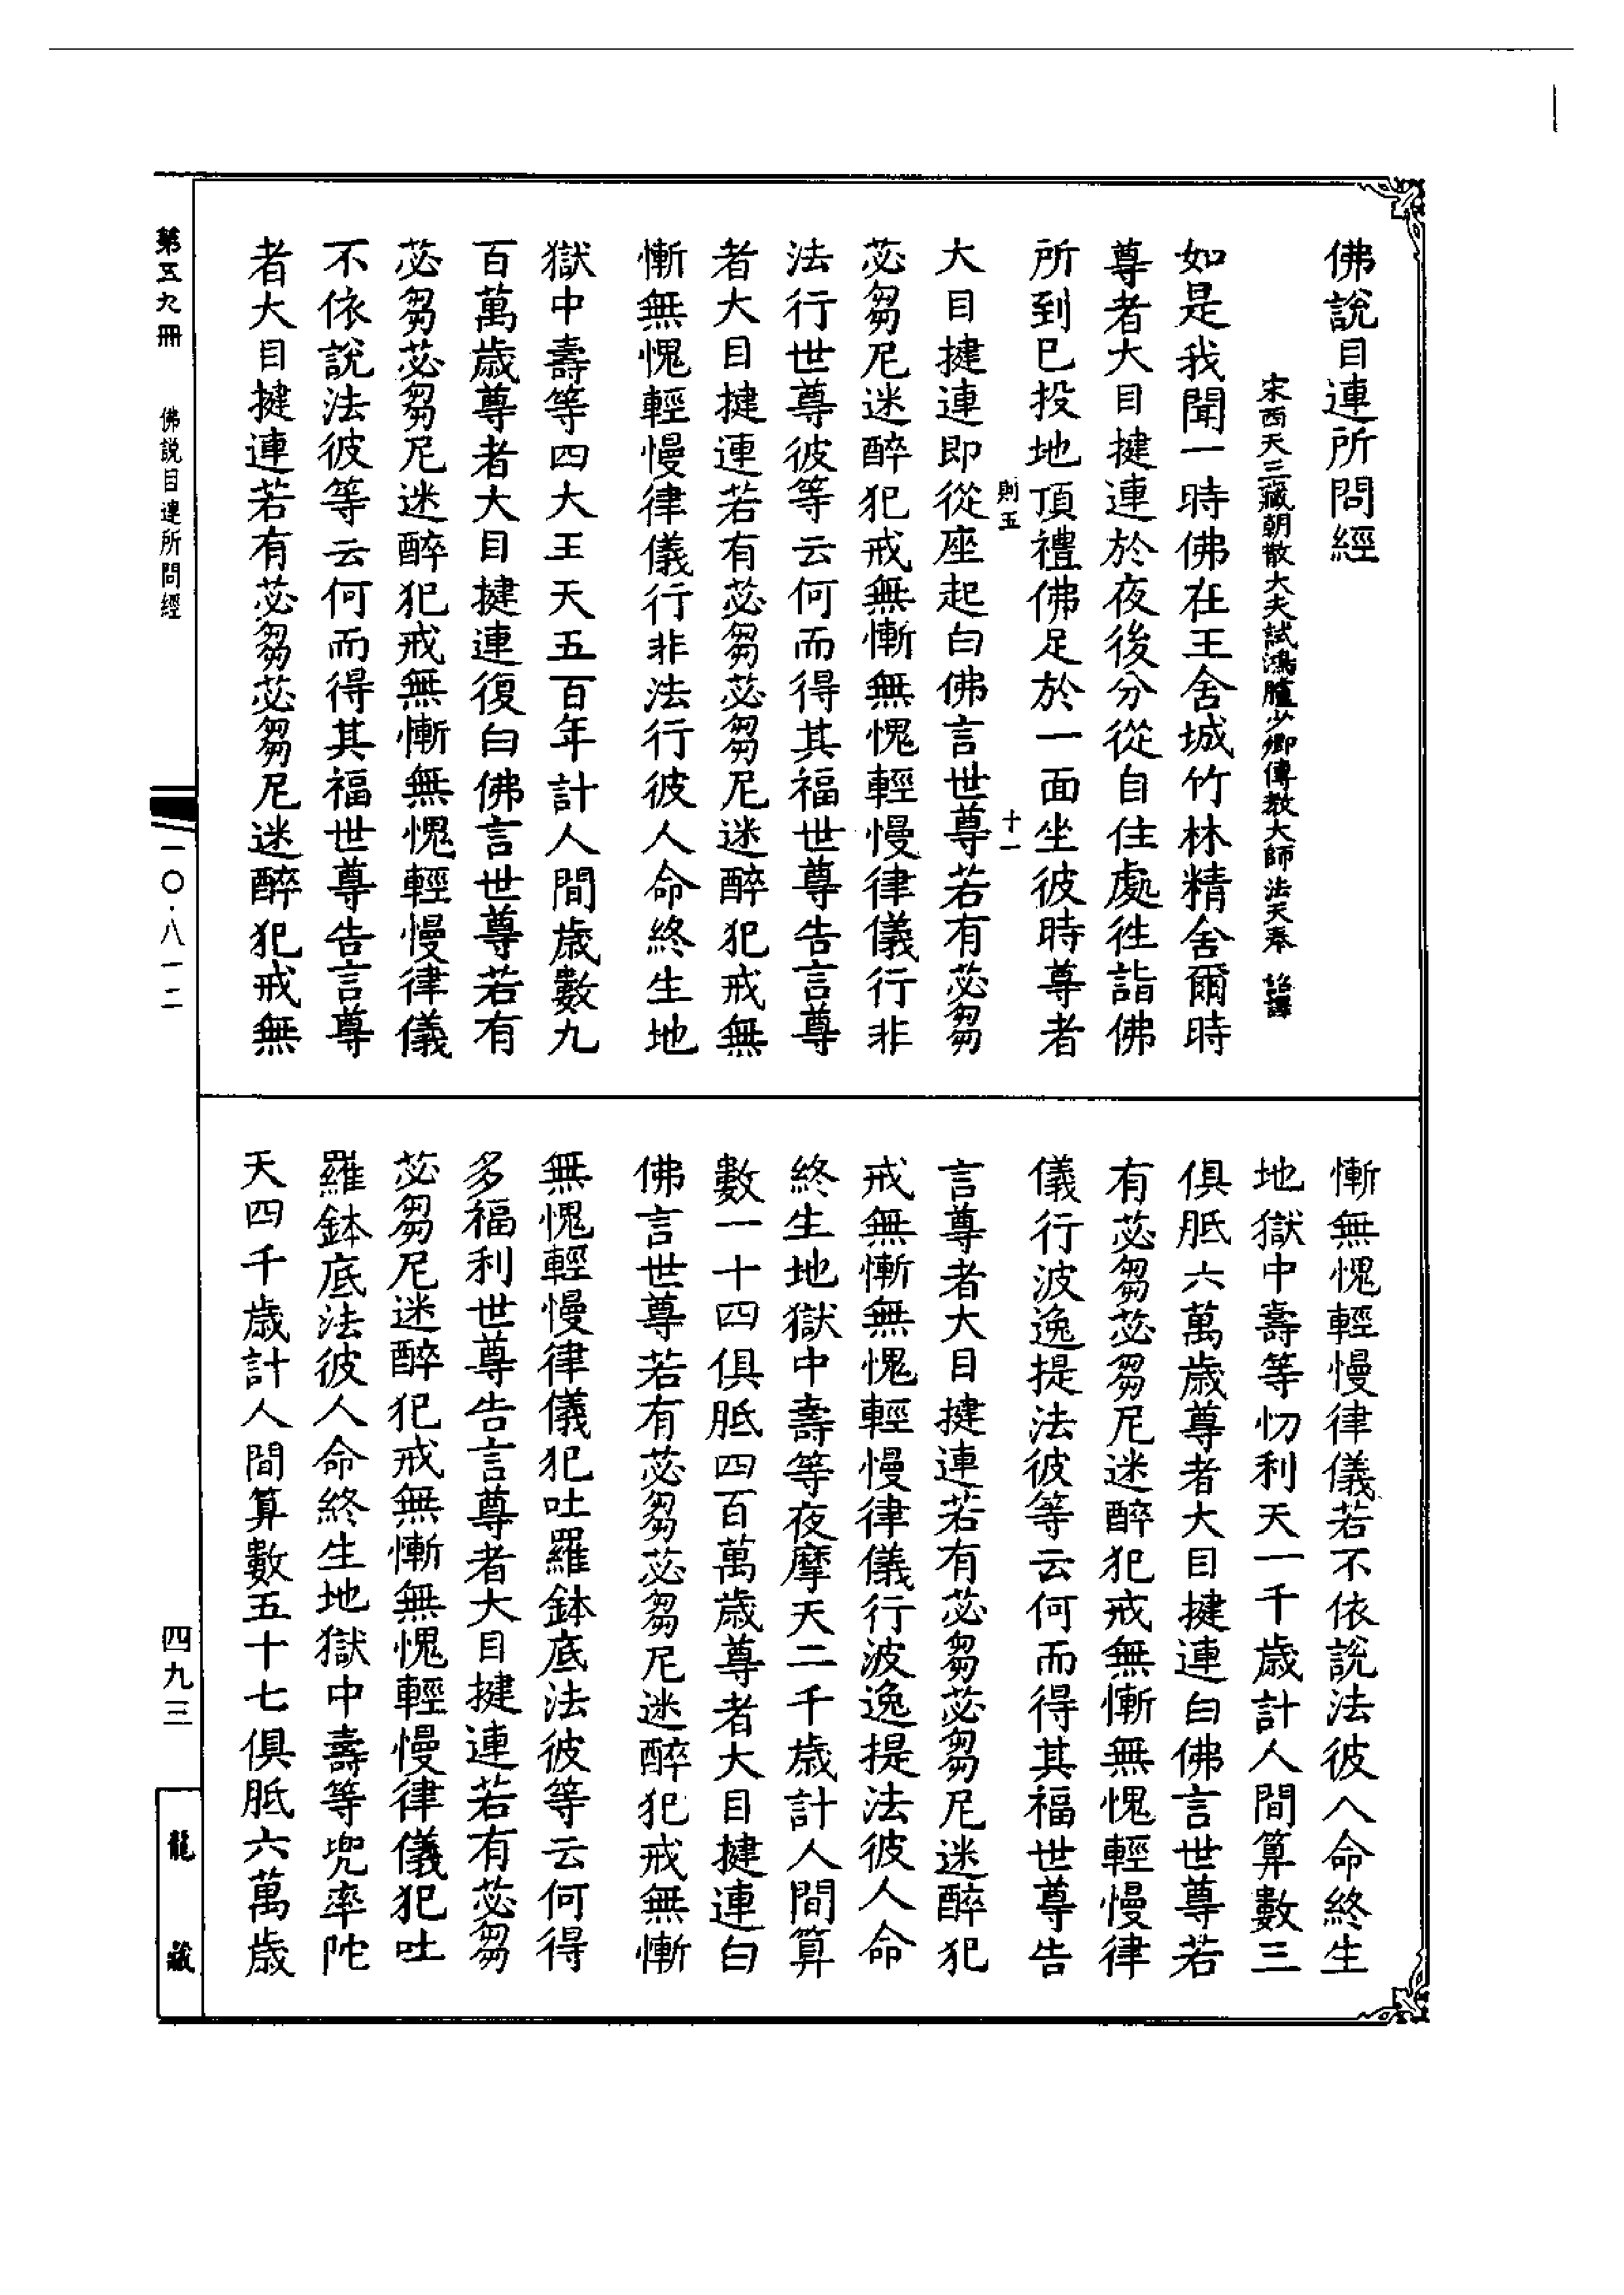 佛說目連所問經
宋西天三藏朝散大夫試鴻臚少卿傳教大師法天奉 詔譯
如是我聞一時佛在王舍城竹林精舍爾時
尊者大目揵連於夜後分從自住處徃詣佛
所到已投地頂禮佛足於一面坐彼時尊者
則五 十一
大目揵連即從座起白佛言世尊若有苾芻
苾芻尼迷醉犯戒無慚無愧輕慢律儀行非
法行世尊彼等云何而得其福世尊告言尊
者大目揵連若有苾芻苾芻尼迷醉犯戒無
慚無愧輕慢律儀行非法行彼人命終生地
獄中壽等四大王天五百年計人間歲數九
百萬歲尊者大目揵連復白佛言世尊若有
苾芻苾芻尼迷醉犯戒無慚無愧輕慢律儀
不依說法彼等云何而得其福世尊告言尊
者大目揵連若有苾芻苾芻尼迷醉犯戒無
慚無愧輕慢律儀若不依說法彼人命終生
地獄中壽等忉利天一千歲計人間算數三
俱胝六萬歲尊者大目揵連白佛言世尊若
有苾芻苾芻尼迷醉犯戒無慚無愧輕慢律
儀行波逸提法彼等云何而得其福世尊告
言尊者大目揵連若有苾芻苾芻尼迷醉犯
戒無慚無愧輕慢律儀行波逸提法彼人命
終生地獄中壽等夜摩天二千歲計人間算
數一十四俱胝四百萬歲尊者大目揵連白
佛言世尊若有苾芻苾芻尼迷醉犯戒無慚
無愧輕慢律儀犯吐羅鉢底法彼等云何得
多福利世尊告言尊者大目揵連若有苾芻
苾芻尼迷醉犯戒無慚無愧輕慢律儀犯吐
羅鉢底法彼人命終生地獄中壽等兜率陀
天四千歲計人間算數五十七俱胝六萬歲
第五九冊 佛說目連所問經 一〇·八一二 四九三 龍藏